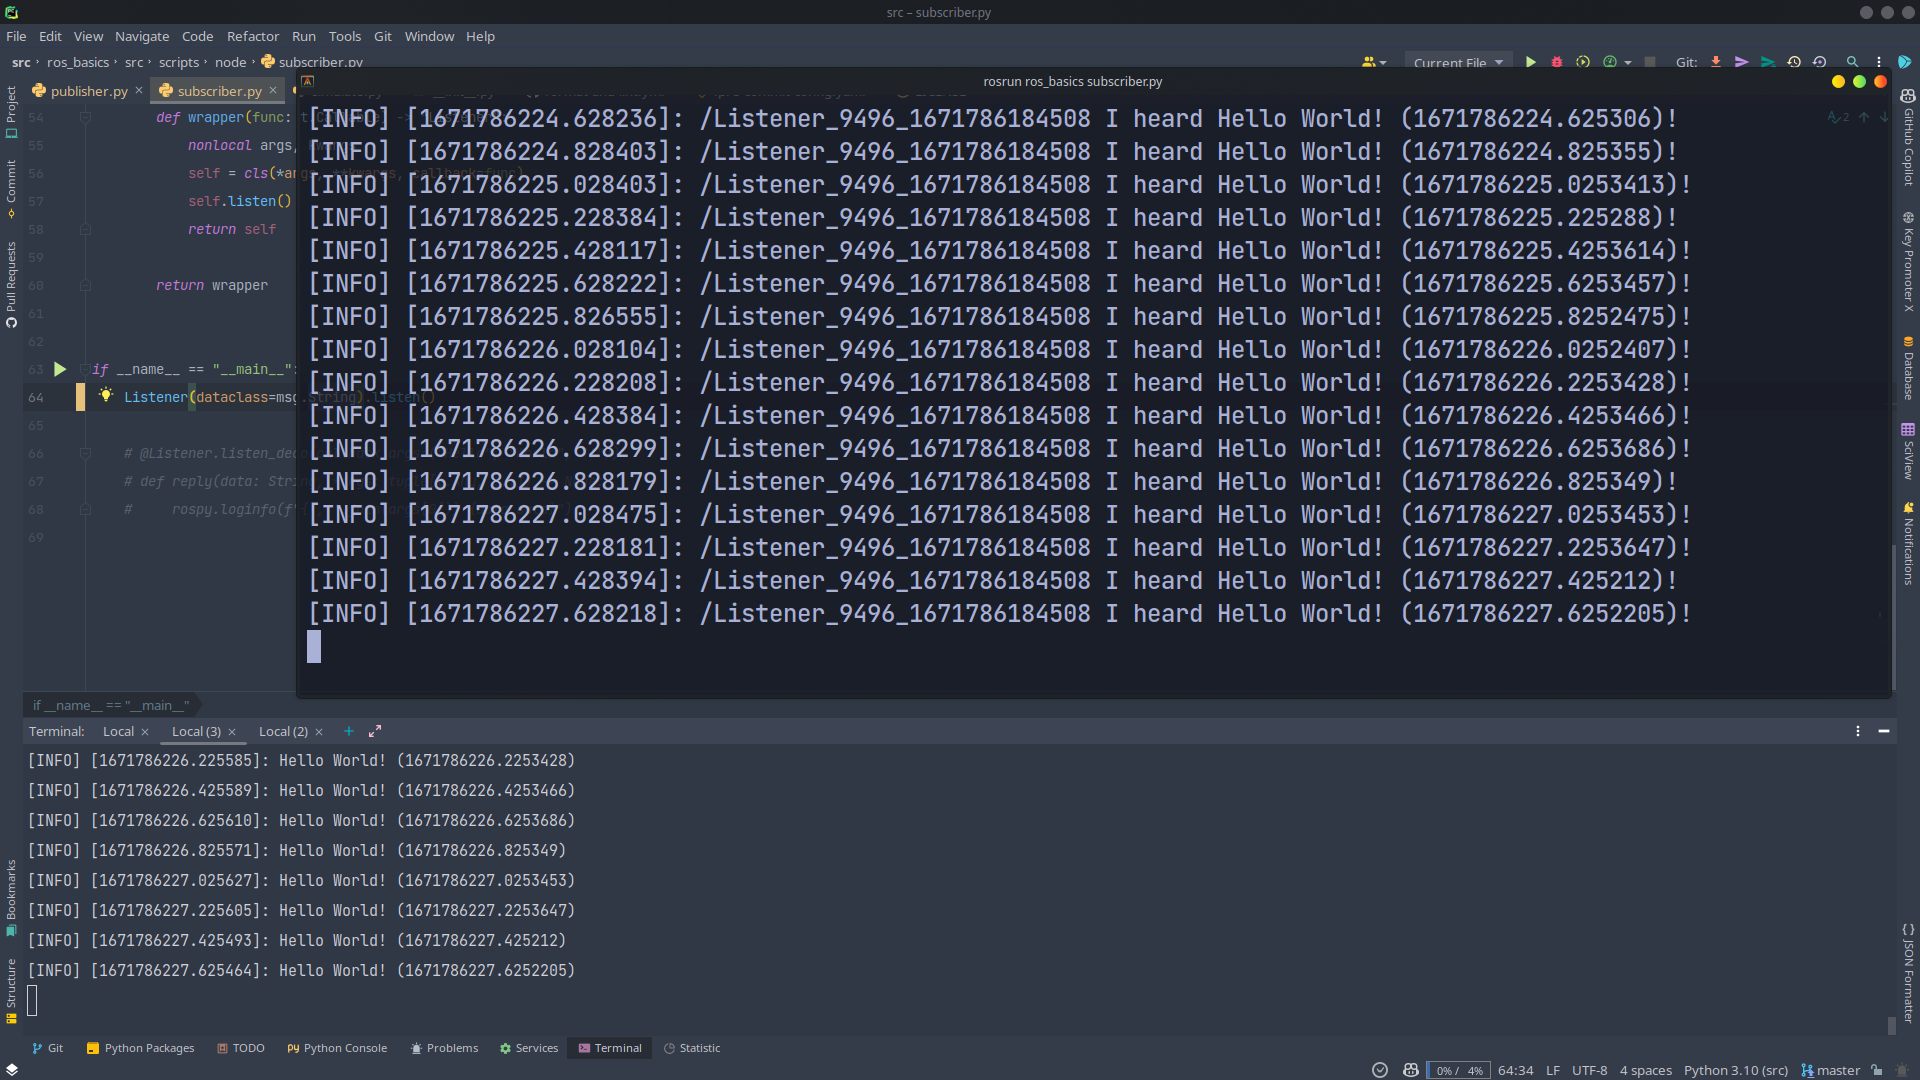 src – subscriber.py
File Edit View Navigate Code Refactor Run Tools Git Window Help
src › ros_basics › src › scripts › node › subscriber.py
Current File
Git:
publisher.py
subscriber.py
rosrun ros_basics subscriber.py
54 def wrapper(func:
55 nonlocal args,
56 self = cls(*args, **kwargs, callback=func)
57 self.listen()
58 return self
59
60 return wrapper
61
62
63 if __name__ == "__main__":
64 Listener(dataclass=msg.String).listen()
65
66 # @Listener.listen_deco
67 # def reply(data: Strin
68 # rospy.loginfo(f"
69
[INFO] [1671786224.628236]: /Listener_9496_1671786184508 I heard Hello World! (1671786224.625306)!
[INFO] [1671786224.828403]: /Listener_9496_1671786184508 I heard Hello World! (1671786224.825355)!
[INFO] [1671786225.028403]: /Listener_9496_1671786184508 I heard Hello World! (1671786225.0253413)!
[INFO] [1671786225.228384]: /Listener_9496_1671786184508 I heard Hello World! (1671786225.225288)!
[INFO] [1671786225.428117]: /Listener_9496_1671786184508 I heard Hello World! (1671786225.4253614)!
[INFO] [1671786225.628222]: /Listener_9496_1671786184508 I heard Hello World! (1671786225.6253457)!
[INFO] [1671786225.826555]: /Listener_9496_1671786184508 I heard Hello World! (1671786225.8252475)!
[INFO] [1671786226.028104]: /Listener_9496_1671786184508 I heard Hello World! (1671786226.0252407)!
[INFO] [1671786226.228208]: /Listener_9496_1671786184508 I heard Hello World! (1671786226.2253428)!
[INFO] [1671786226.428384]: /Listener_9496_1671786184508 I heard Hello World! (1671786226.4253466)!
[INFO] [1671786226.628299]: /Listener_9496_1671786184508 I heard Hello World! (1671786226.6253686)!
[INFO] [1671786226.828179]: /Listener_9496_1671786184508 I heard Hello World! (1671786226.825349)!
[INFO] [1671786227.028475]: /Listener_9496_1671786184508 I heard Hello World! (1671786227.0253453)!
[INFO] [1671786227.228181]: /Listener_9496_1671786184508 I heard Hello World! (1671786227.2253647)!
[INFO] [1671786227.428394]: /Listener_9496_1671786184508 I heard Hello World! (1671786227.425212)!
[INFO] [1671786227.628218]: /Listener_9496_1671786184508 I heard Hello World! (1671786227.6252205)!
2
Project
Commit
Pull Requests
Bookmarks
Structure
GitHub Copilot
Key Promoter X
Database
SciView
Notifications
JSON Formatter
if __name__ == "__main__"
Terminal: Local × Local (3) × Local (2) × +
[INFO] [1671786226.225585]: Hello World! (1671786226.2253428)
[INFO] [1671786226.425589]: Hello World! (1671786226.4253466)
[INFO] [1671786226.625610]: Hello World! (1671786226.6253686)
[INFO] [1671786226.825571]: Hello World! (1671786226.825349)
[INFO] [1671786227.025627]: Hello World! (1671786227.0253453)
[INFO] [1671786227.225605]: Hello World! (1671786227.2253647)
[INFO] [1671786227.425493]: Hello World! (1671786227.425212)
[INFO] [1671786227.625464]: Hello World! (1671786227.6252205)
Git Python Packages TODO Python Console Problems Services Terminal Statistic
0% / 4% 64:34 LF UTF-8 4 spaces Python 3.10 (src) master